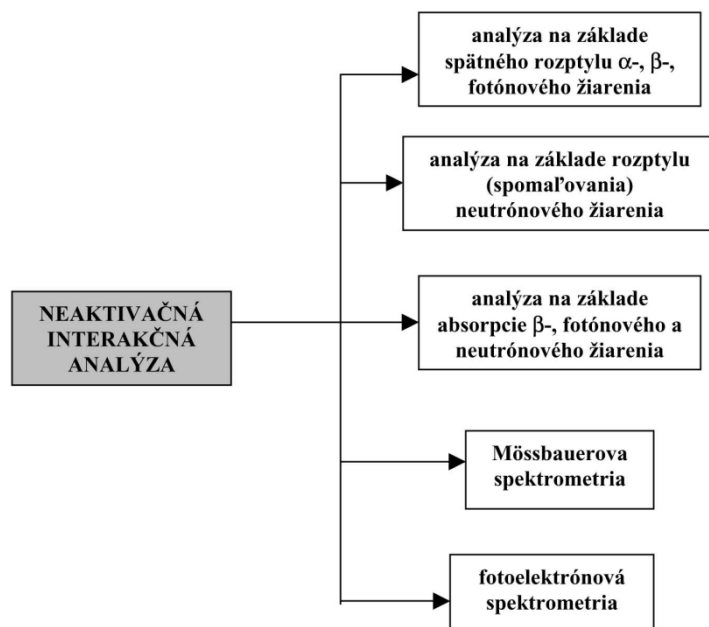 analýza na základe
spätného rozptylu α-, β-,
fotónového žiarenia
analýza na základe rozptylu
(spomaľovania)
neutrónového žiarenia
NEAKTIVAČNÁ
INTERAKČNÁ
ANALÝZA
analýza na základe
absorpcie β-, fotónového a
neutrónového žiarenia
Mössbauerova
spektrometria
fotoelektrónová
spektrometria